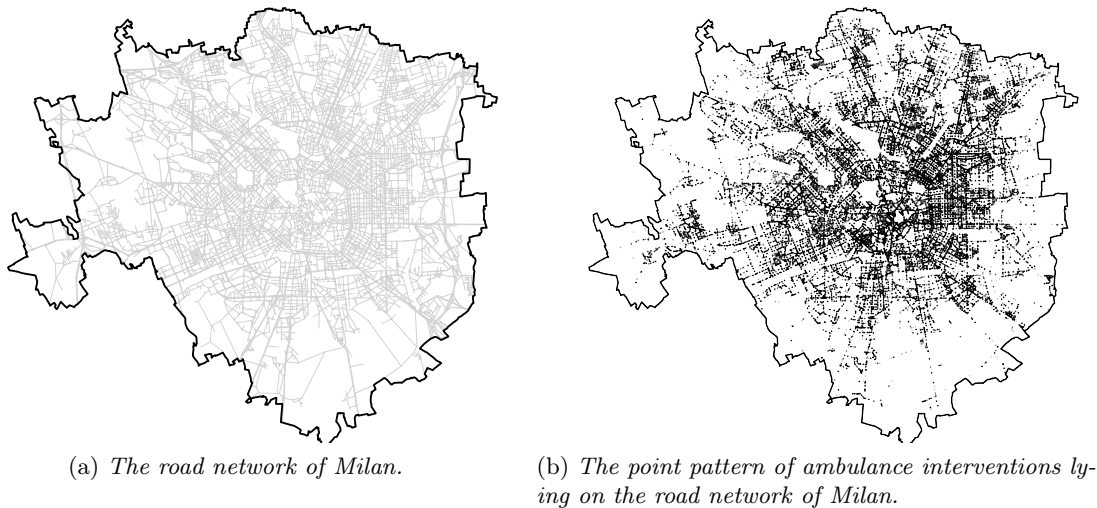 (a) The road network of Milan.
(b) The point pattern of ambulance interventions ly-
ing on the road network of Milan.